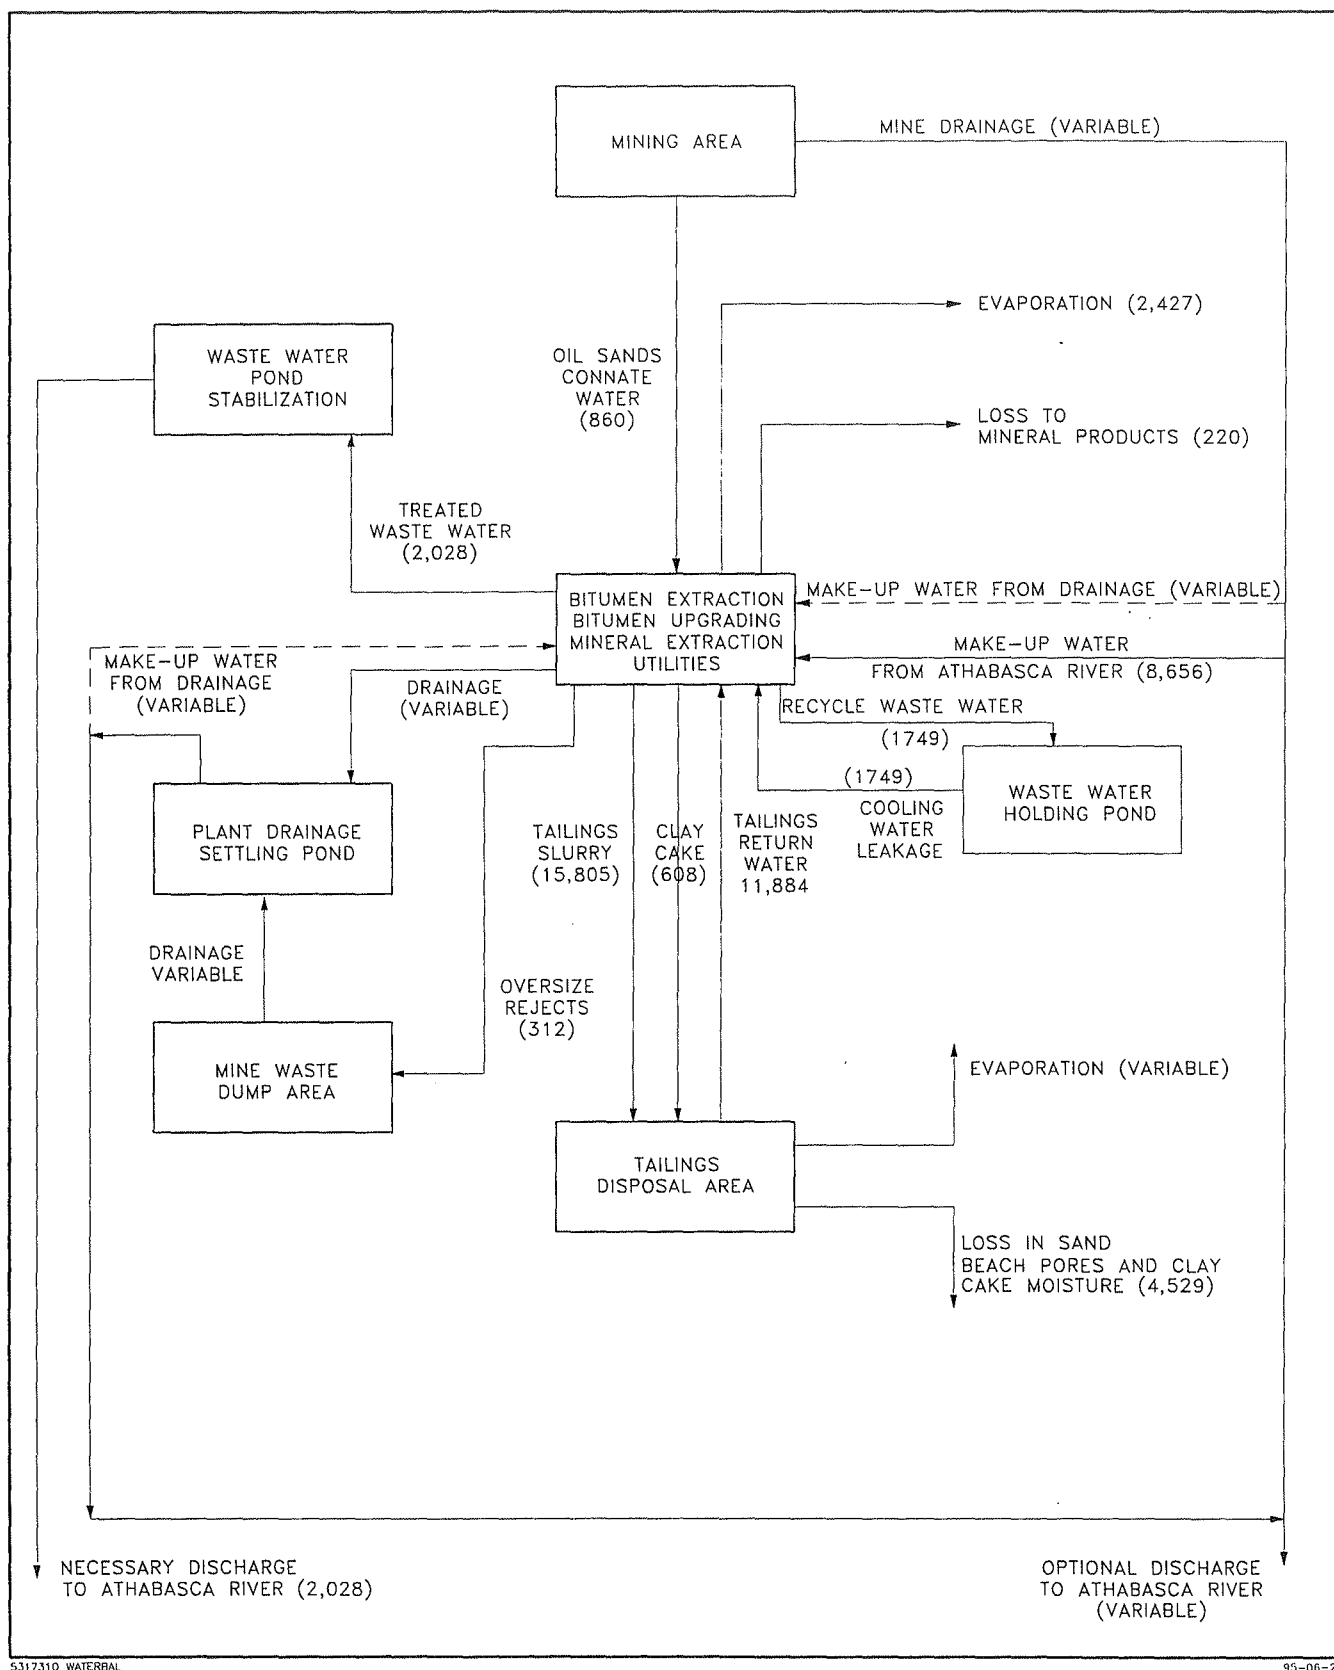 MINING AREA
MINE DRAINAGE (VARIABLE)
EVAPORATION (2,427)
OIL SANDS
CONNATE
WATER
(860)
WASTE WATER
POND
STABILIZATION
LOSS TO
MINERAL PRODUCTS (220)
TREATED
WASTE WATER
(2,028)
BITUMEN EXTRACTION
BITUMEN UPGRADING
MINERAL EXTRACTION
UTILITIES
MAKE-UP WATER FROM DRAINAGE (VARIABLE)
MAKE-UP WATER
FROM ATHABASCA RIVER (8,656)
MAKE-UP WATER
FROM DRAINAGE
(VARIABLE)
DRAINAGE
(VARIABLE)
RECYCLE WASTE WATER
(1749)
(1749)
COOLING
WATER
LEAKAGE
WASTE WATER
HOLDING POND
PLANT DRAINAGE
SETTLING POND
TAILINGS
SLURRY
(15,805)
CLAY
CAKE
(608)
TAILINGS
RETURN
WATER
11,884
DRAINAGE
VARIABLE
OVERSIZE
REJECTS
(312)
MINE WASTE
DUMP AREA
EVAPORATION (VARIABLE)
TAILINGS
DISPOSAL AREA
LOSS IN SAND
BEACH PORES AND CLAY
CAKE MOISTURE (4,529)
NECESSARY DISCHARGE
TO ATHABASCA RIVER (2,028)
OPTIONAL DISCHARGE
TO ATHABASCA RIVER
(VARIABLE)
5317310 WATERBAL
95-06-2